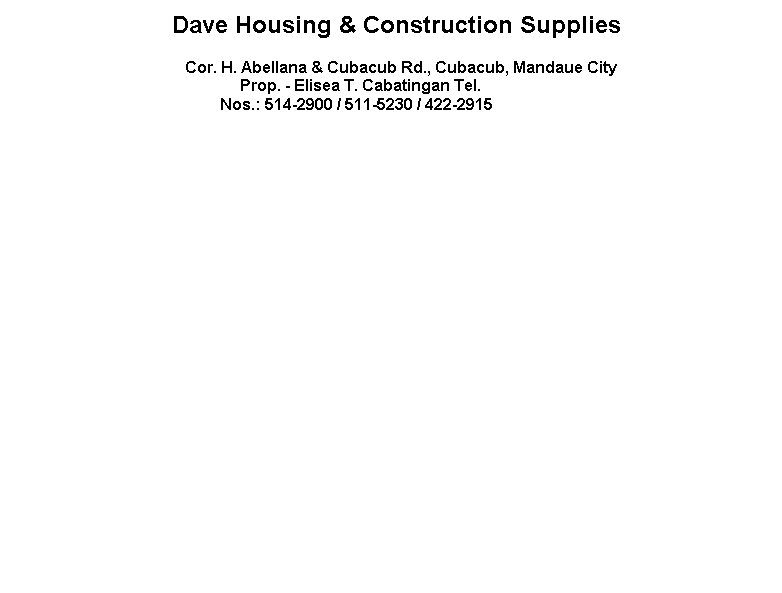 Dave Housing & Construction Supplies
Cor. H. Abellana & Cubacub Rd., Cubacub, Mandaue City
Prop. - Elisea T. Cabatingan Tel.
Nos.: 514-2900 / 511-5230 / 422-2915